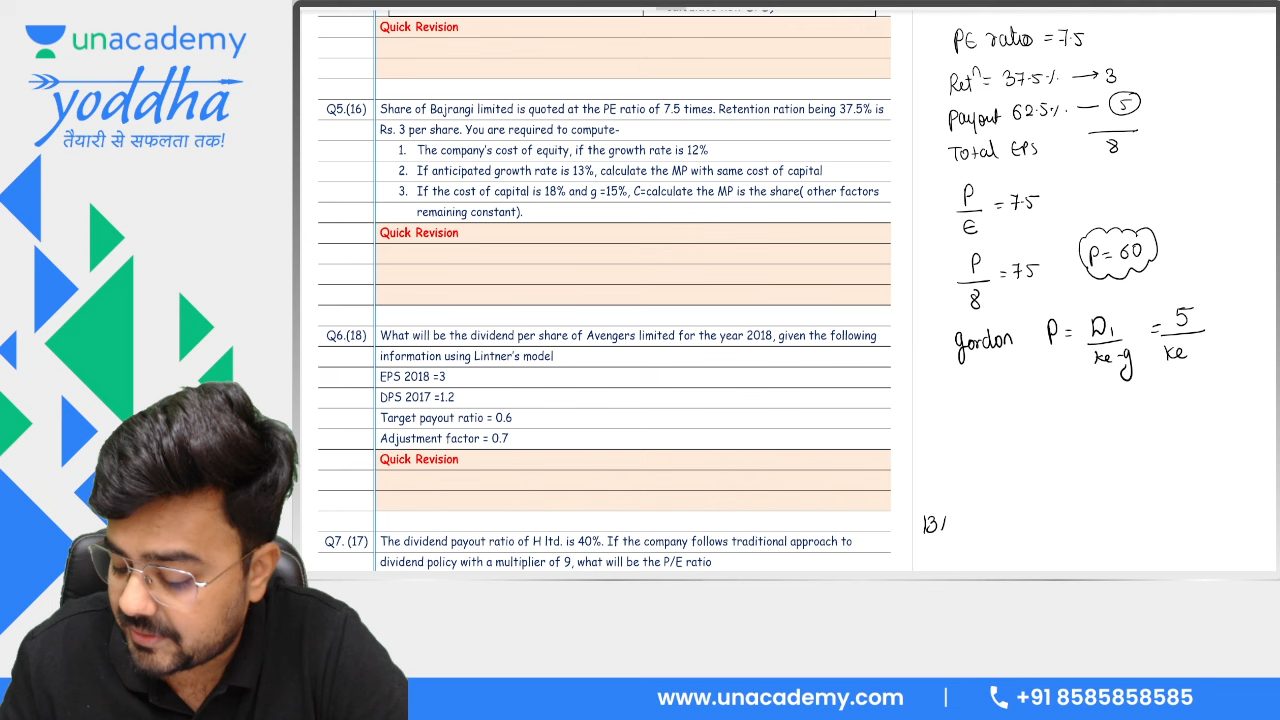 unacademy
yoddha
तैयारी से सफलता तक!
Quick Revision
Q5.(16) Share of Bajrangi limited is quoted at the PE ratio of 7.5 times. Retention ration being 37.5% is
Rs. 3 per share. You are required to compute-
1. The company's cost of equity, if the growth rate is 12%
2. If anticipated growth rate is 13%, calculate the MP with same cost of capital
3. If the cost of capital is 18% and g =15%, C=calculate the MP is the share( other factors
remaining constant).
Quick Revision
Q6.(18) What will be the dividend per share of Avengers limited for the year 2018, given the following
information using Lintner's model
EPS 2018 =3
DPS 2017 =1.2
Target payout ratio = 0.6
Adjustment factor = 0.7
Quick Revision
Q7. (17) The dividend payout ratio of H ltd. is 40%. If the company follows traditional approach to
dividend policy with a multiplier of 9, what will be the P/E ratio
PE ratio = 7.5
Retⁿ = 37.5% → 3
Payout 62.5% — 5
Total EPS 8
P/E = 7.5
P/8 = 7.5
P = 60
gordon P = D₁/ke-g = 5/ke
www.unacademy.com | +91 8585858585